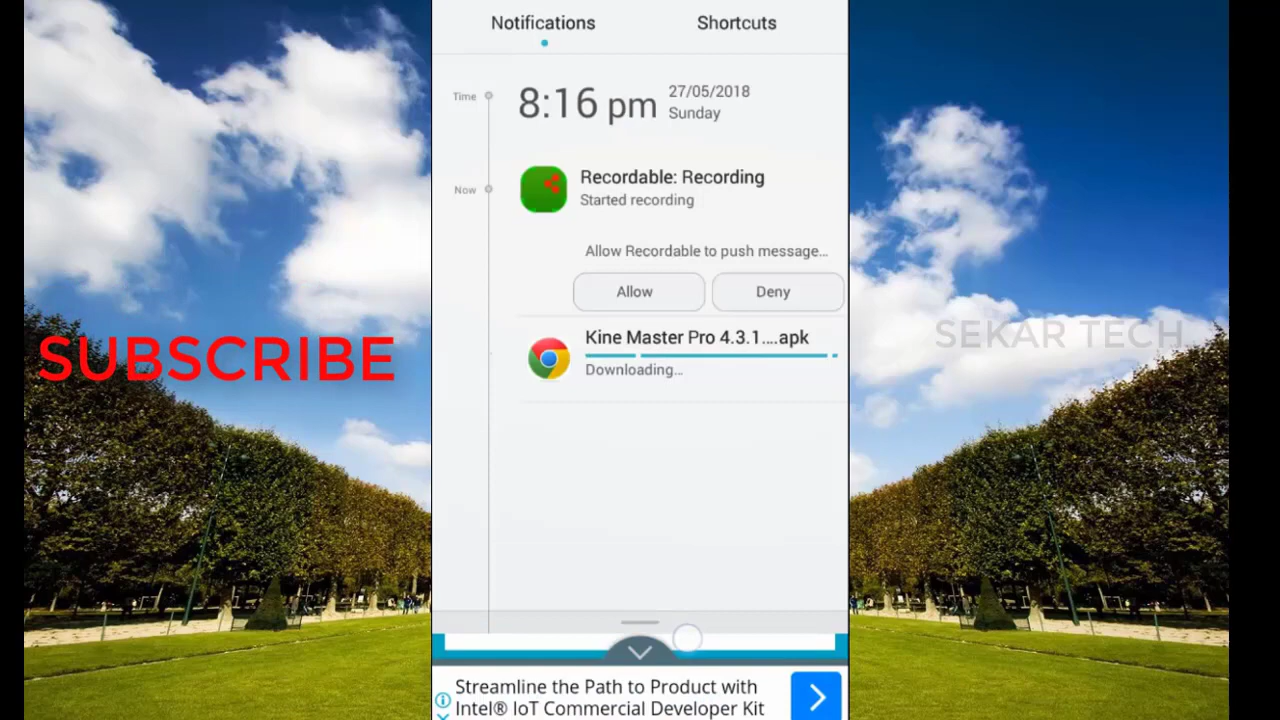 Notifications
Shortcuts
Time
8:16 pm
27/05/2018
Sunday
Now
Recordable: Recording
Started recording
Allow Recordable to push message...
Allow
Deny
Kine Master Pro 4.3.1....apk
Downloading...
SUBSCRIBE
SEKAR TECH
Streamline the Path to Product with
Intel® IoT Commercial Developer Kit